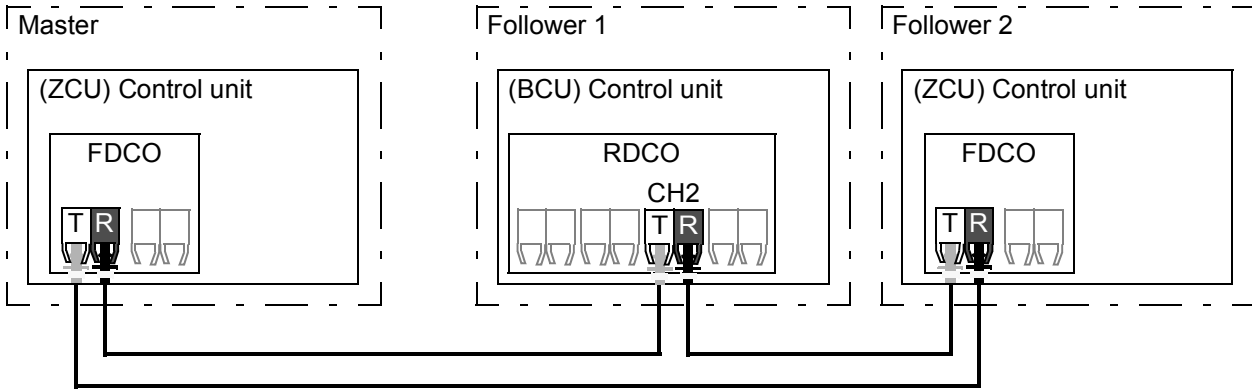 Master
(ZCU) Control unit
FDCO
T R
Follower 1
(BCU) Control unit
RDCO
CH2
T R
Follower 2
(ZCU) Control unit
FDCO
T R